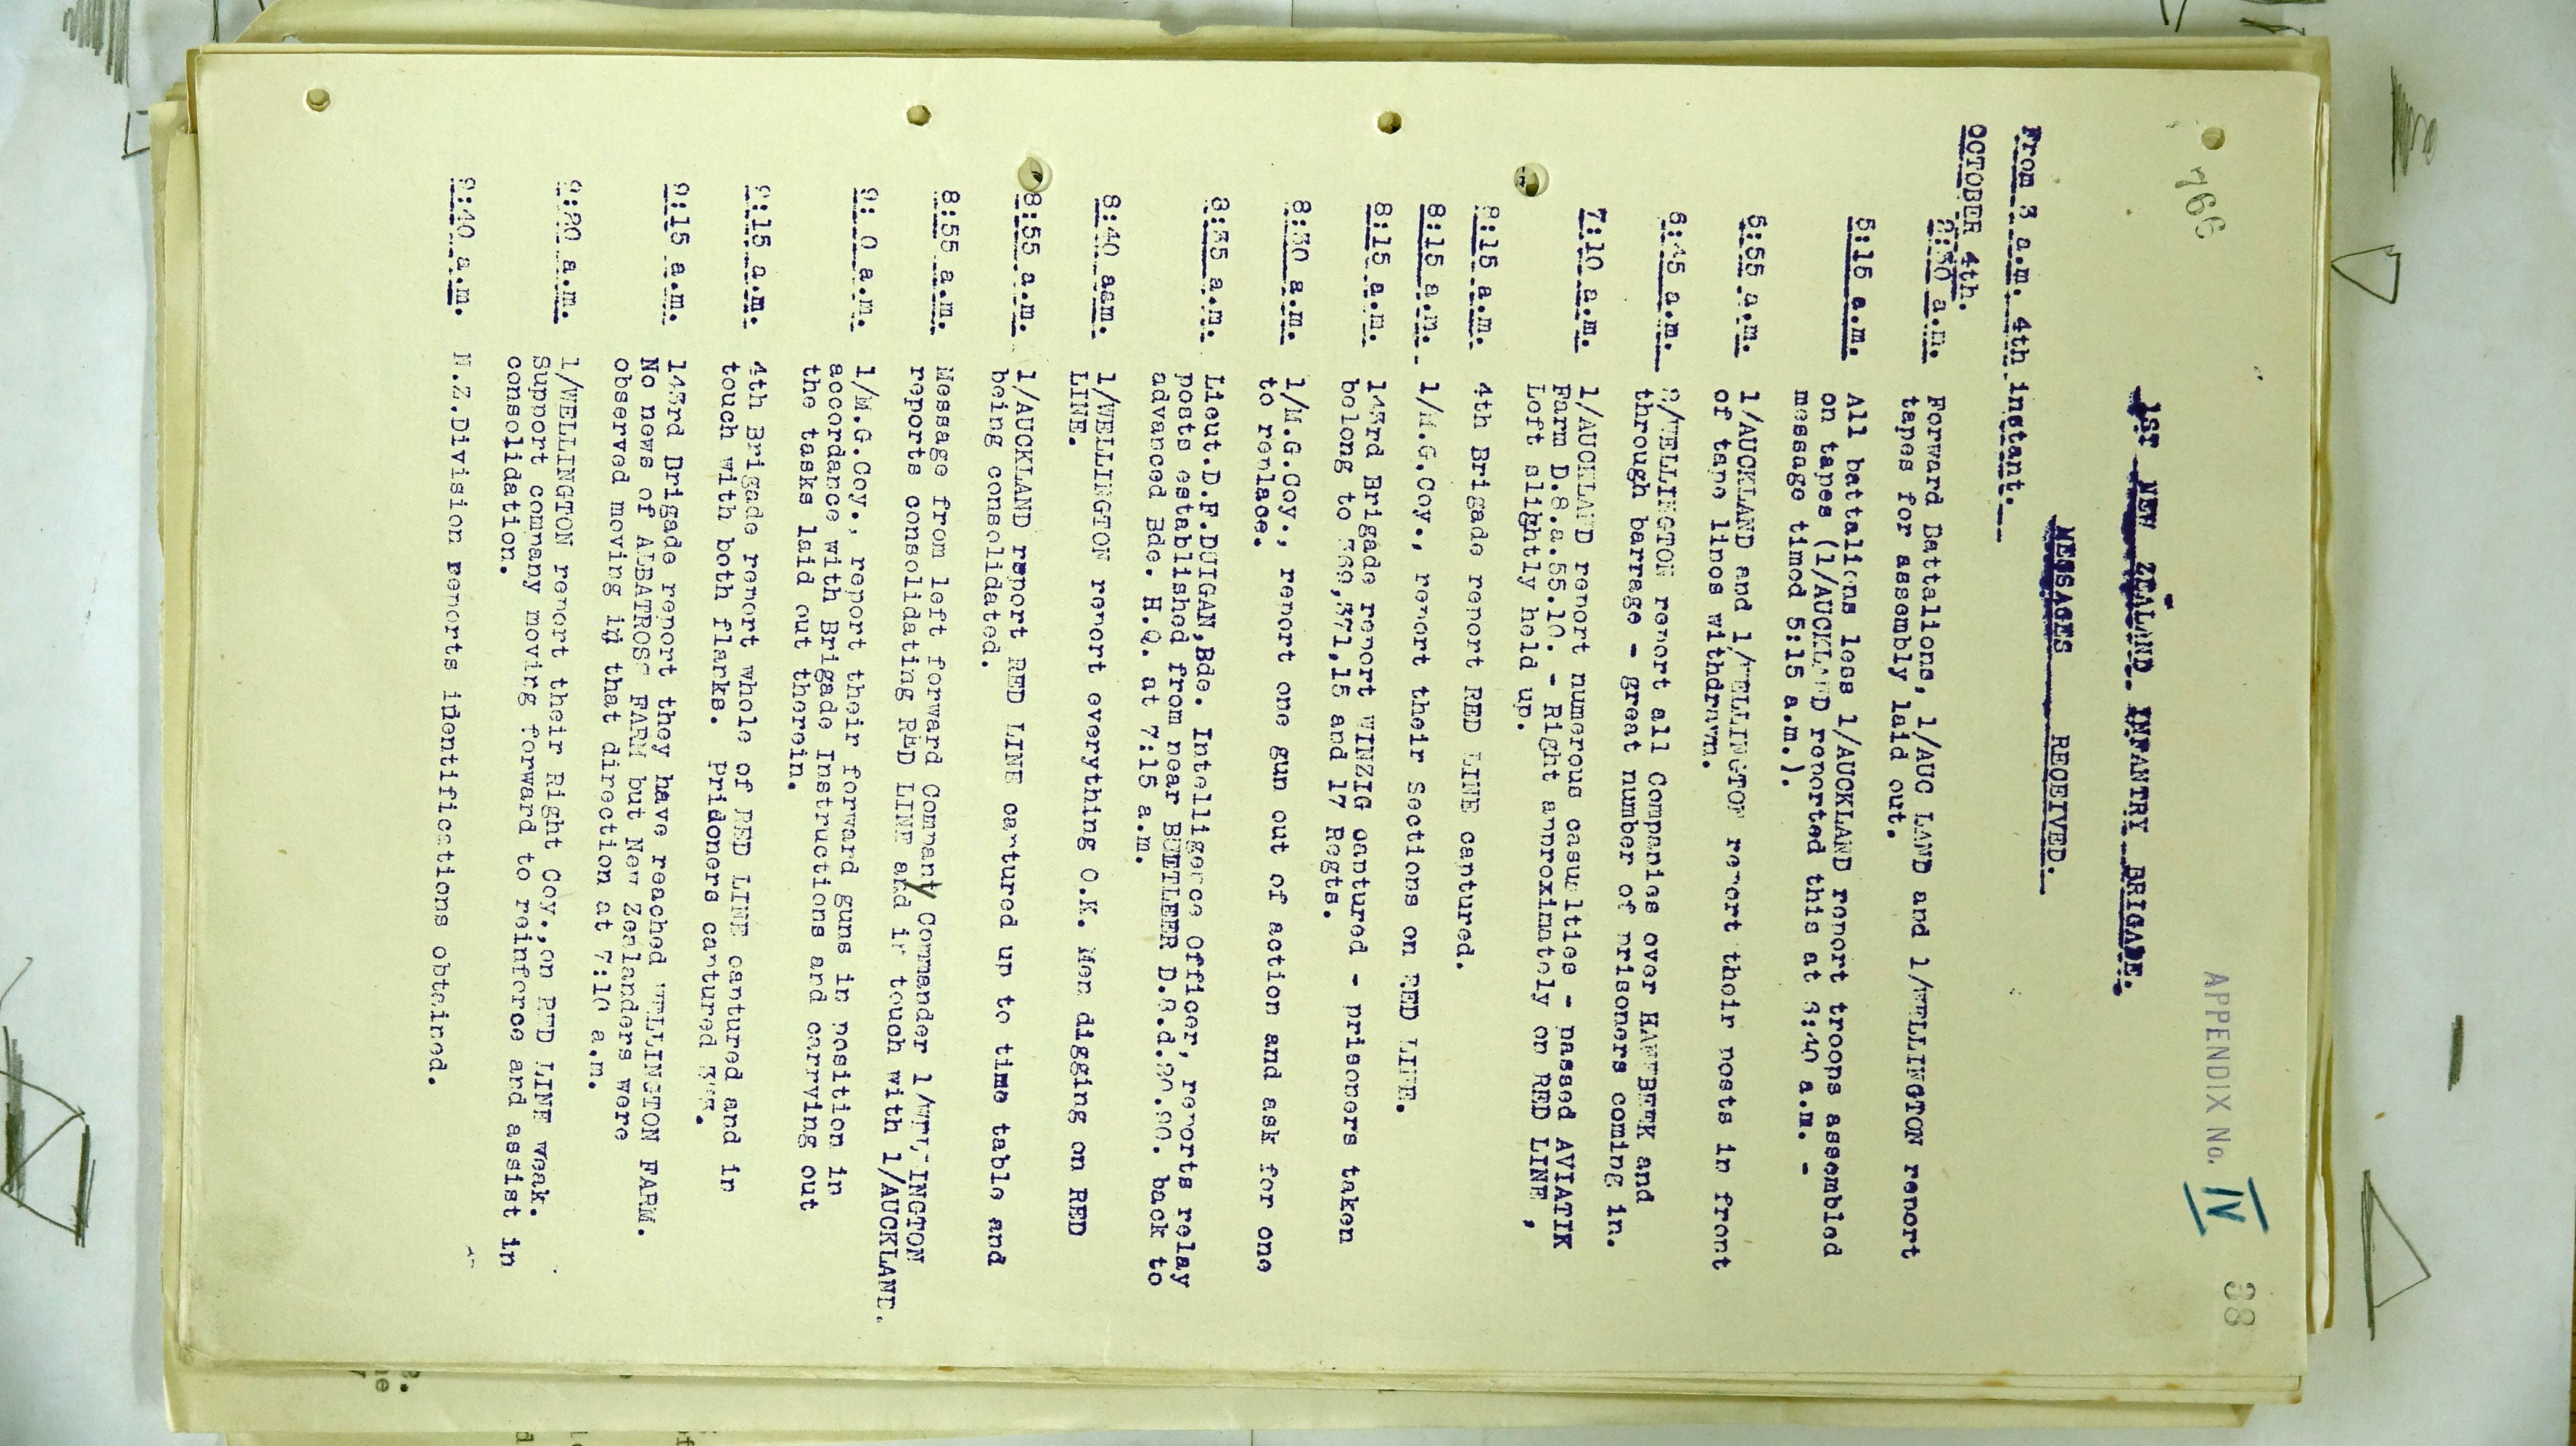 766
APPENDIX No. IV 38
1ST NEW ZEALAND INFANTRY BRIGADE.
MESSAGES RECEIVED.
From 3 a.m. 4th instant.
OCTOBER 4th.
a.m. Forward Battalions, 1/AUC LAND and 1/WELLINGTON report
tapes for assembly laid out.
5:15 a.m. All battalions less 1/AUCKLAND report troops assembled
on tapes (1/AUCKLAND reported this at a.m. -
message timed 5:15 a.m.).
5:55 a.m. 1/AUCKLAND and 1/WELLINGTON report their posts in front
of tape lines withdrawn.
6:45 a.m. 2/WELLINGTON report all Companies over HANEBEEK and
through barrage - great number of prisoners coming in.
7:10 a.m. 1/AUCKLAND report numerous casualties - passed AVIATIK
Farm D.8.a.55.10. - Right approximately on RED LINE ,
Left slightly held up.
8:15 a.m. 4th Brigade report RED LINE captured.
8:15 a.m. 1/M.G.Coy., report their Sections on RED LINE.
8:15 a.m. 143rd Brigade report WINZIG captured - prisoners taken
belong to 369,371,15 and 17 Regts.
8:30 a.m. 1/M.G.Coy., report one gun out of action and ask for one
to replace.
8:35 a.m. Lieut.D.F.DUIGAN,Bde. Intelligence Officer, reports relay
posts established from near BOETLEER D.8.d.20.90. back to
advanced Bde. H.Q. at 7:15 a.m.
8:40 aam. 1/WELLINGTON report everything O.K. Men digging on RED
LINE.
8:55 a.m. 1/AUCKLAND report RED LINE captured up to time table and
being consolidated.
8:55 a.m. Message from left forward Company Commander 1/WELLINGTON
reports consolidating RED LINE and in touch with 1/AUCKLAND.
9: 0 a.m. 1/M.G.Coy., report their forward guns in position in
accordance with Brigade Instructions and carrying out
the tasks laid out therein.
9:15 a.m. 4th Brigade report whole of RED LINE captured and in
touch with both flanks. Pridoners captured
9:15 a.m. 143rd Brigade report they have reached WELLINGTON FARM.
No news of ALBATROSS FARM but New Zealanders were
observed moving in that direction at 7:10 a.m.
9:20 a.m. 1/WELLINGTON report their Right Coy.,on RED LINE weak.
Support company moving forward to reinforce and assist in
consolidation.
9:40 a.m. N.Z.Division reports identifications obtained.